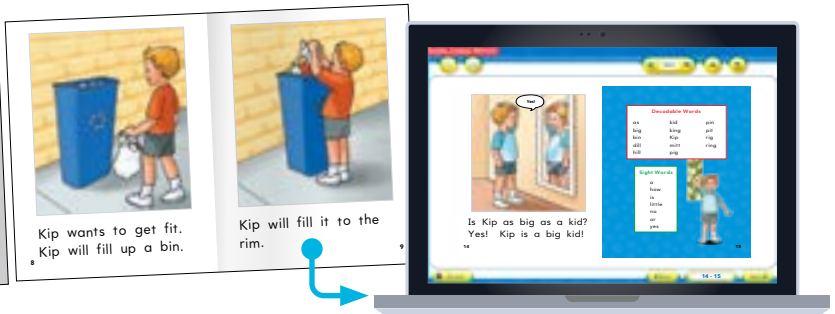 Kip wants to get fit.
Kip will fill up a bin.
8
Kip will fill it to the
rim.
9
Yes!
Is Kip as big as a kid?
Yes! Kip is a big kid!
14
Decodable Words
as kid pin
big king pit
bin Kip rig
dill mitt ring
hill pig
Sight Words
a
how
is
little
no
or
yes
15
14 - 15